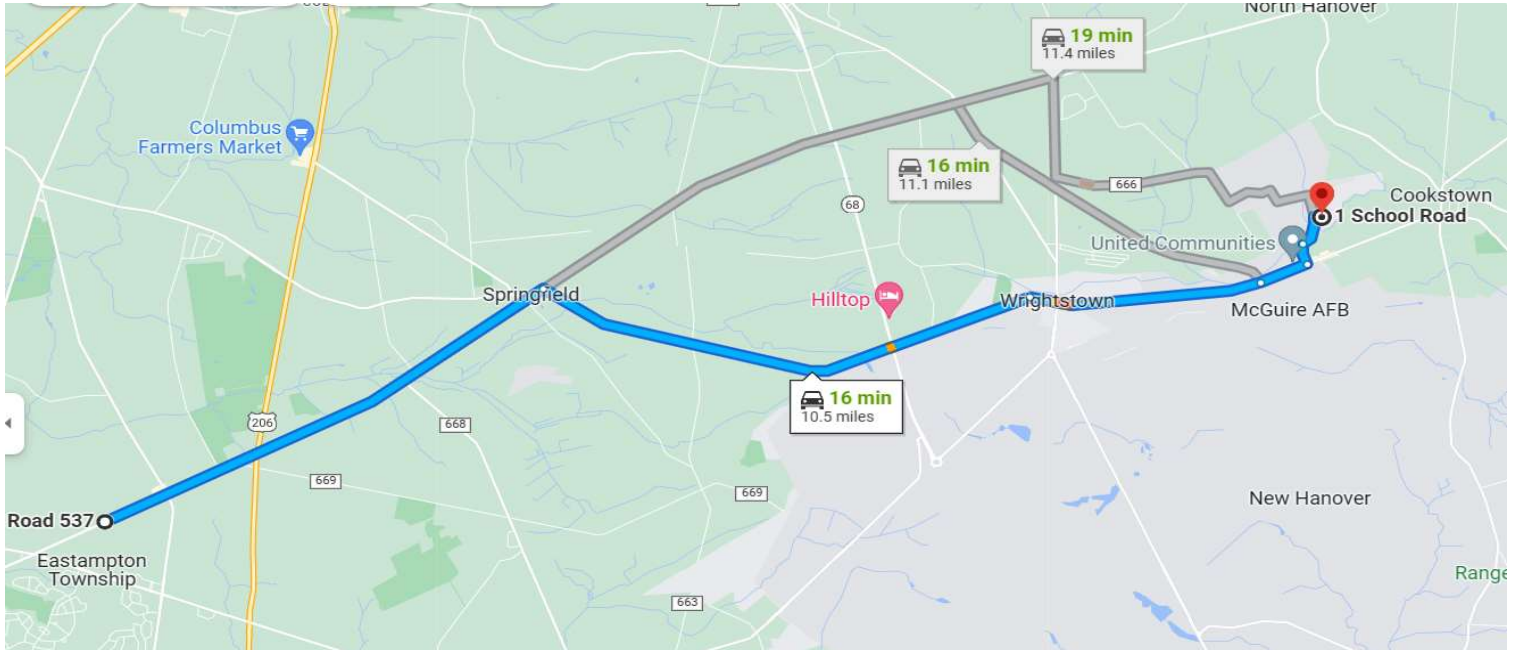 North Hanover
19 min
11.4 miles
Columbus
Farmers Market
16 min
11.1 miles
666
Cookstown
68
1 School Road
United Communities
Springfield
Hilltop
Wrightstown
McGuire AFB
16 min
10.5 miles
206
668
669
669
New Hanover
Road 537
Eastampton
Township
Range
663